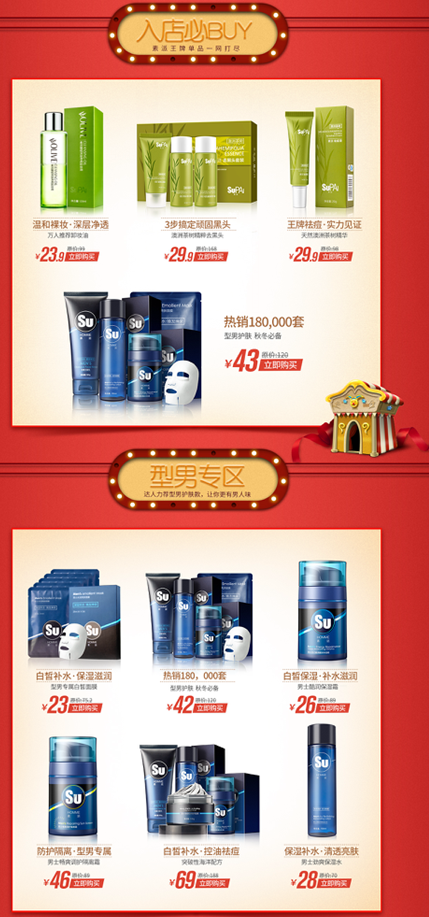 入店必BUY
素派王牌单品一网打尽
温和裸妆·深层净透
万人推荐卸妆油
原价:99
¥23.9 立即购买
3步搞定顽固黑头
澳洲茶树精粹去黑头
原价:168
¥29.9 立即购买
王牌祛痘·实力见证
天然澳洲茶树精华
原价:98
¥29.9 立即购买
热销180,000套
型男护肤 秋冬必备
原价:120
¥43 立即购买
型男专区
达人力荐型男护肤款，让你更有男人味
白皙补水·保湿滋润
型男专属白皙面膜
¥23 立即购买
热销180，000套
型男护肤 秋冬必备
原价:120
¥42 立即购买
白皙保湿·补水滋润
男士酷润保湿霜
原价:89
¥26 立即购买
防护隔离·型男专属
男士畅爽调护隔离霜
原价:89
¥46 立即购买
白皙补水·控油祛痘
突破性海洋配方
原价:188
¥69 立即购买
保湿补水·清透亮肤
男士劲爽保湿水
原价:70
¥28 立即购买